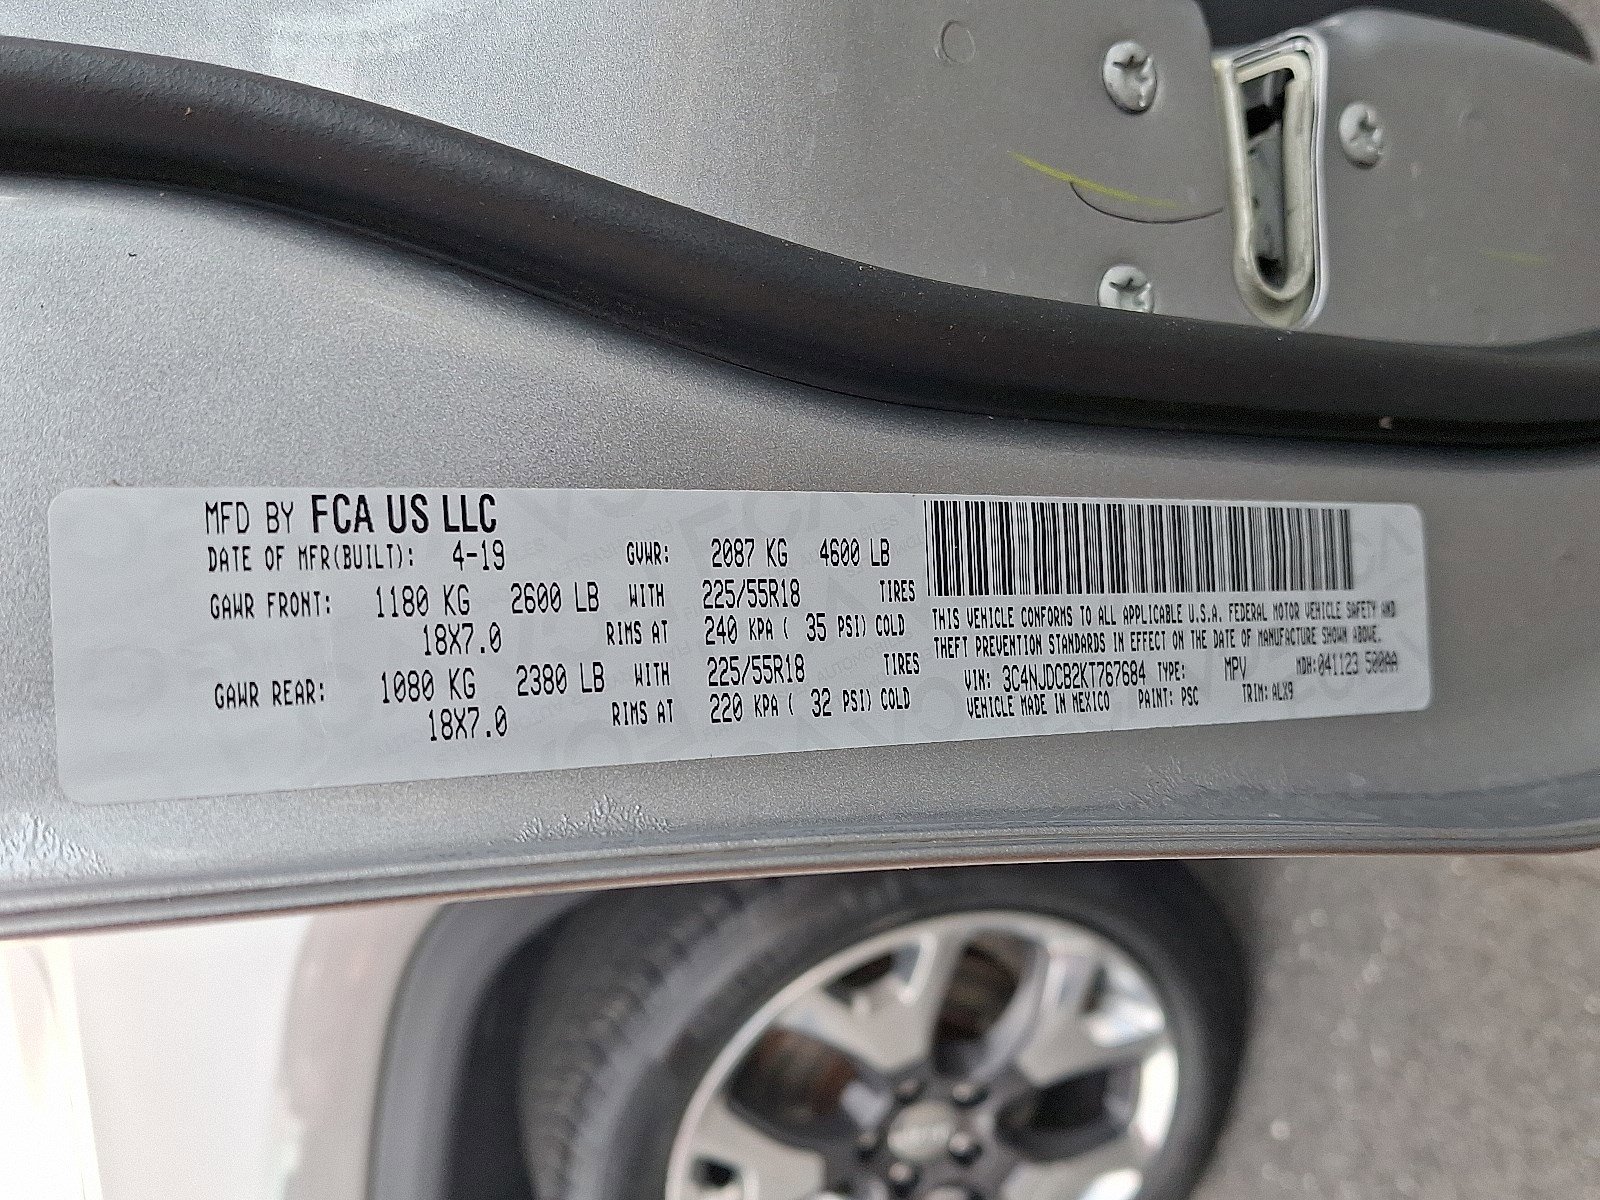 MFD BY FCA US LLC
DATE OF MFR(BUILT): 4-19 GVWR: 2087 KG 4600 LB
GAWR FRONT: 1180 KG 2600 LB WITH 225/55R18 TIRES
18X7.0 RIMS AT 240 KPA ( 35 PSI) COLD
GAWR REAR: 1080 KG 2380 LB WITH 225/55R18 TIRES
18X7.0 RIMS AT 220 KPA ( 32 PSI) COLD
THIS VEHICLE CONFORMS TO ALL APPLICABLE U.S.A. FEDERAL MOTOR VEHICLE SAFETY AND
THEFT PREVENTION STANDARDS IN EFFECT ON THE DATE OF MANUFACTURE SHOWN ABOVE.
VIN: 3C4NJDCB2KT767684 TYPE: MPV MDH:041123 500AA
VEHICLE MADE IN MEXICO PAINT: PSC TRIM: ALX9